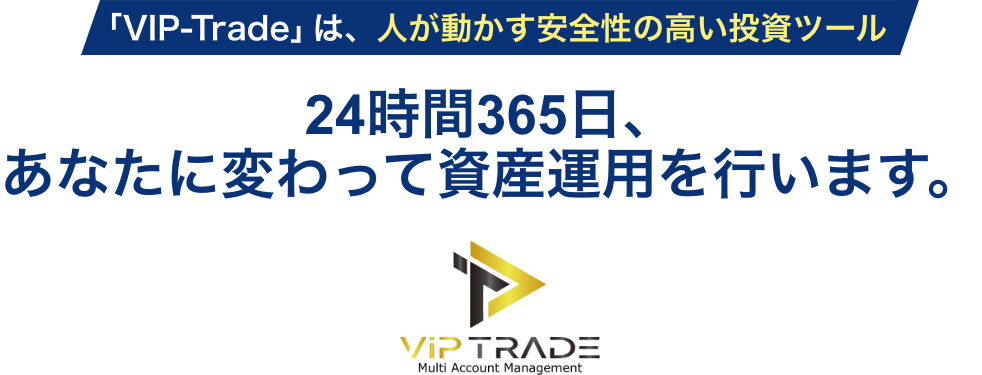 「VIP-Trade」は、人が動かす安全性の高い投資ツール
24時間365日、
あなたに変わって資産運用を行います。
ViP TRADE
Multi Account Management